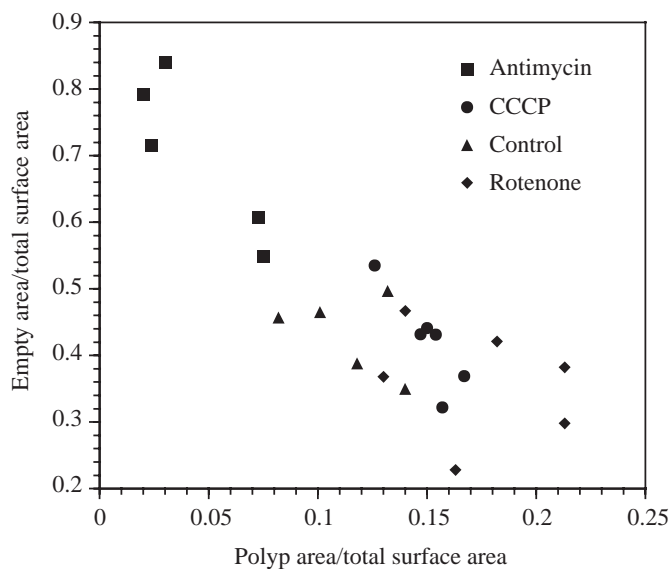 0.9
0.8
0.7
0.6
0.5
0.4
0.3
0.2
Empty area/total surface area
Antimycin
CCCP
Control
Rotenone
0 0.05 0.1 0.15 0.2 0.25
Polyp area/total surface area